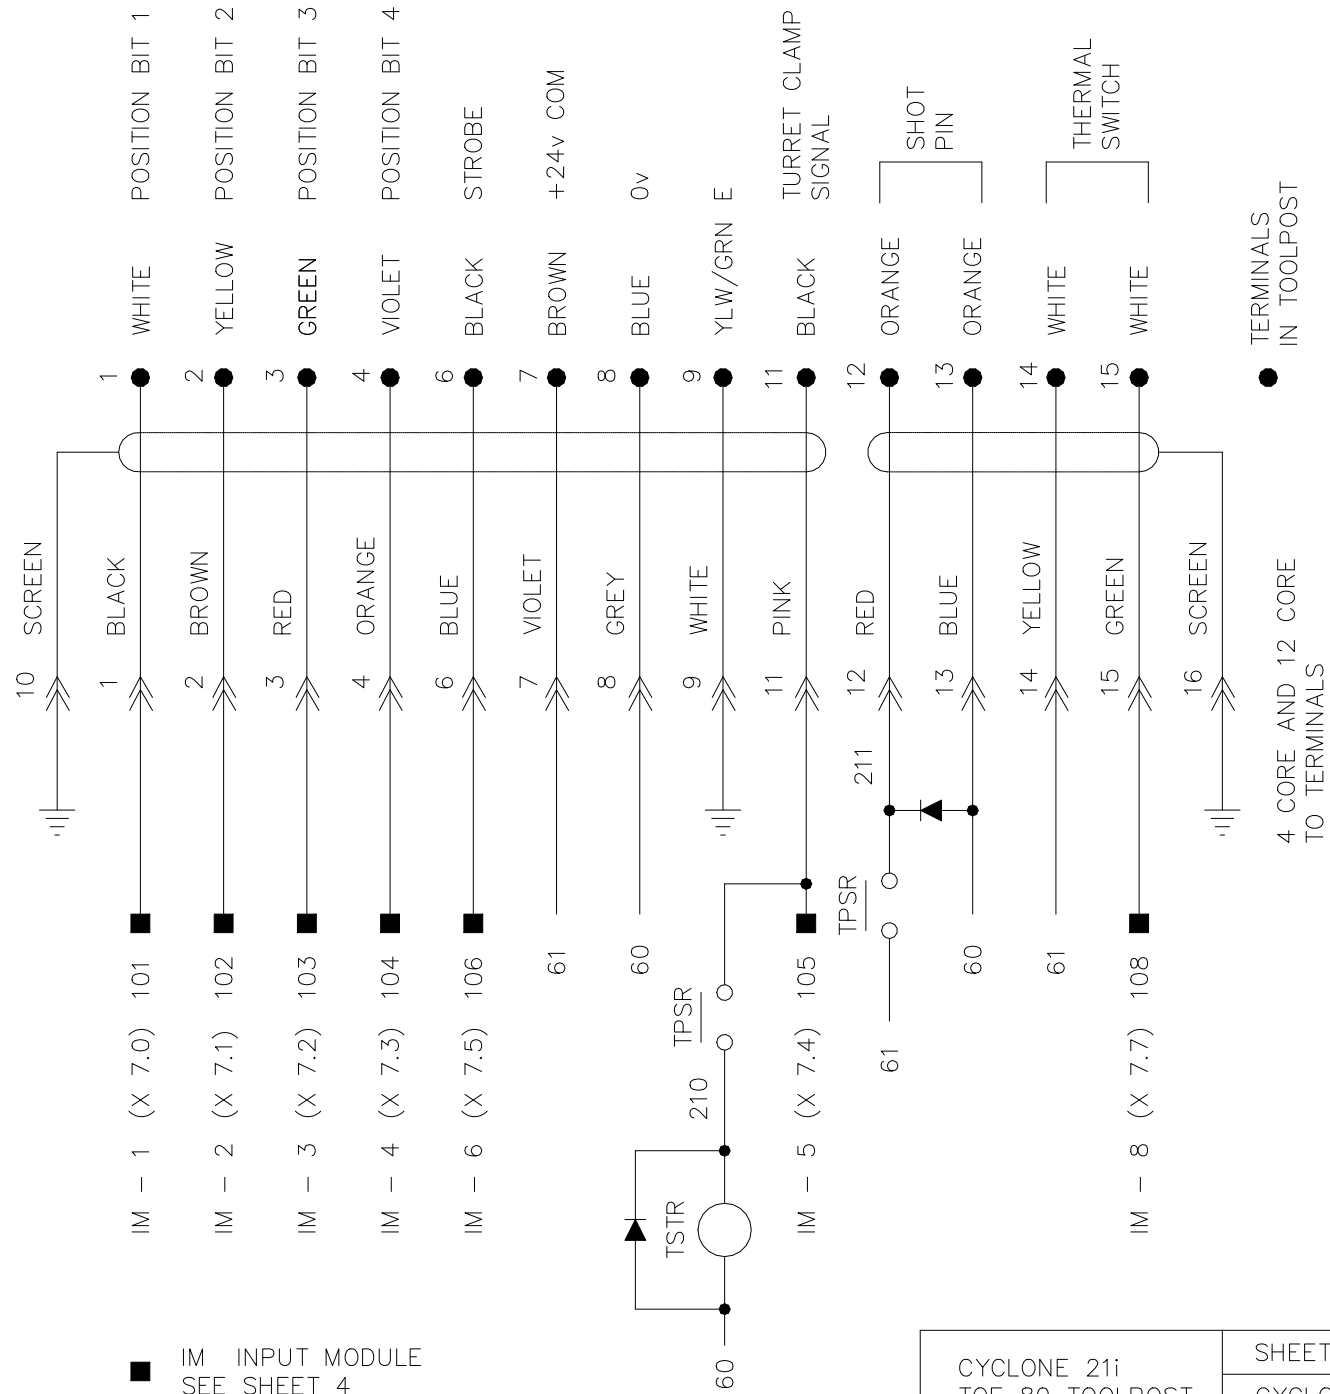 POSITION BIT 1
POSITION BIT 2
POSITION BIT 3
POSITION BIT 4
STROBE
+24v COM
0v
E
TURRET CLAMP
SIGNAL
SHOT
PIN
THERMAL
SWITCH
WHITE
YELLOW
GREEN
VIOLET
BLACK
BROWN
BLUE
YLW/GRN
BLACK
ORANGE
ORANGE
WHITE
WHITE
TERMINALS
IN TOOLPOST
1
2
3
4
6
7
8
9
11
12
13
14
15
SCREEN
BLACK
BROWN
RED
ORANGE
BLUE
VIOLET
GREY
WHITE
PINK
RED
BLUE
YELLOW
GREEN
SCREEN
10
1
2
3
4
6
7
8
9
11
12
13
14
15
16
4 CORE AND 12 CORE
TO TERMINALS
211
TPSR
61
60
61
60
61
60
TPSR
210
TSTR
60
IM - 1 (X 7.0) 101
IM - 2 (X 7.1) 102
IM - 3 (X 7.2) 103
IM - 4 (X 7.3) 104
IM - 6 (X 7.5) 106
IM - 5 (X 7.4) 105
IM - 8 (X 7.7) 108
IM INPUT MODULE
SEE SHEET 4
CYCLONE 21i
TOE 80 TOOLPOST
SHEET